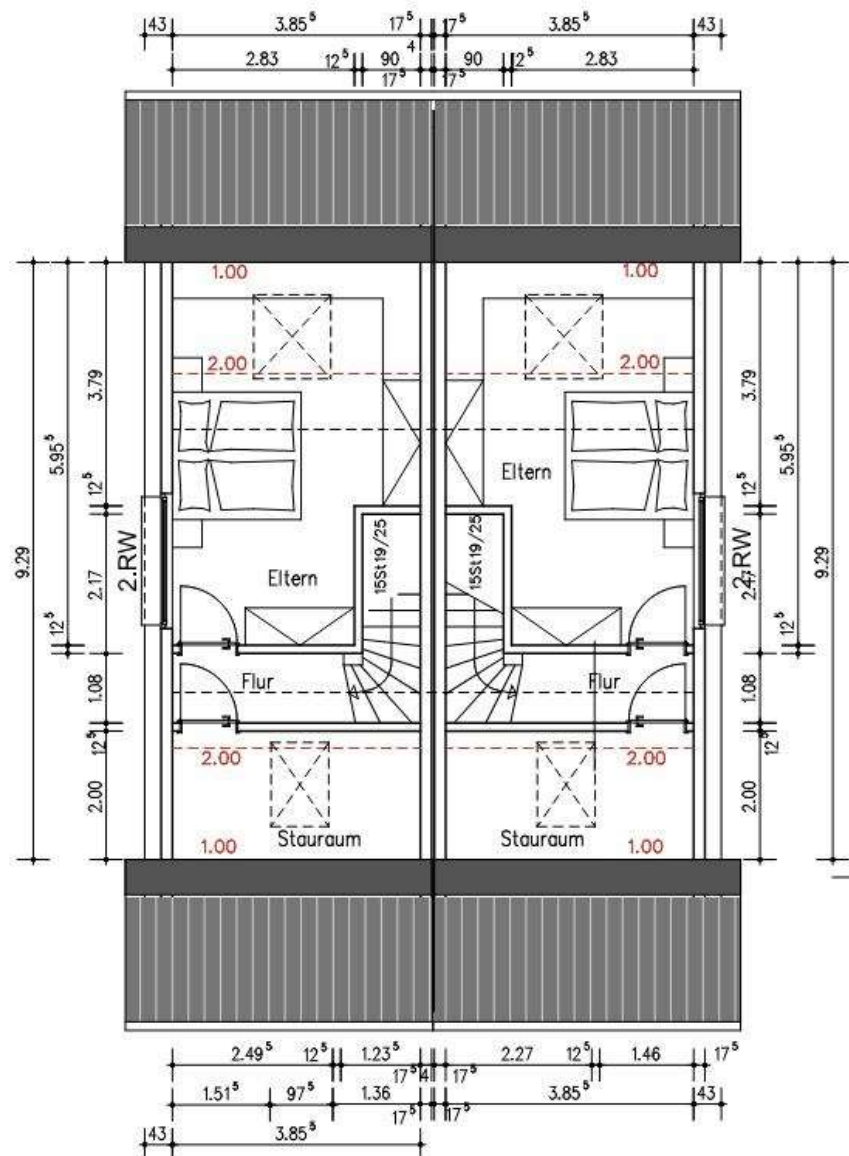 43 3.85⁵ 17⁵ 17⁵ 3.85⁵ 43
4
2.83 12⁵ 90 90 12⁵ 2.83
17⁵ 17⁵
1.00 1.00
2.00 2.00
3.79 3.79
5.95⁵ 5.95⁵
Eltern
12⁵ 12⁵
15St19/25 15St19/25
9.29 9.29
2.RW 2.RW
2.17
Eltern
12⁵ 12⁵
Flur Flur
1.08 1.08
12⁵ 12⁵
2.00 2.00
2.00 2.00
Stauraum Stauraum
1.00 1.00
2.49⁵ 12⁵ 1.23⁵ 2.27 12⁵ 1.46 17⁵
17⁵ 4 17⁵
1.51⁵ 97⁵ 1.36 3.85⁵ 43
17⁵ 17⁵
43 3.85⁵